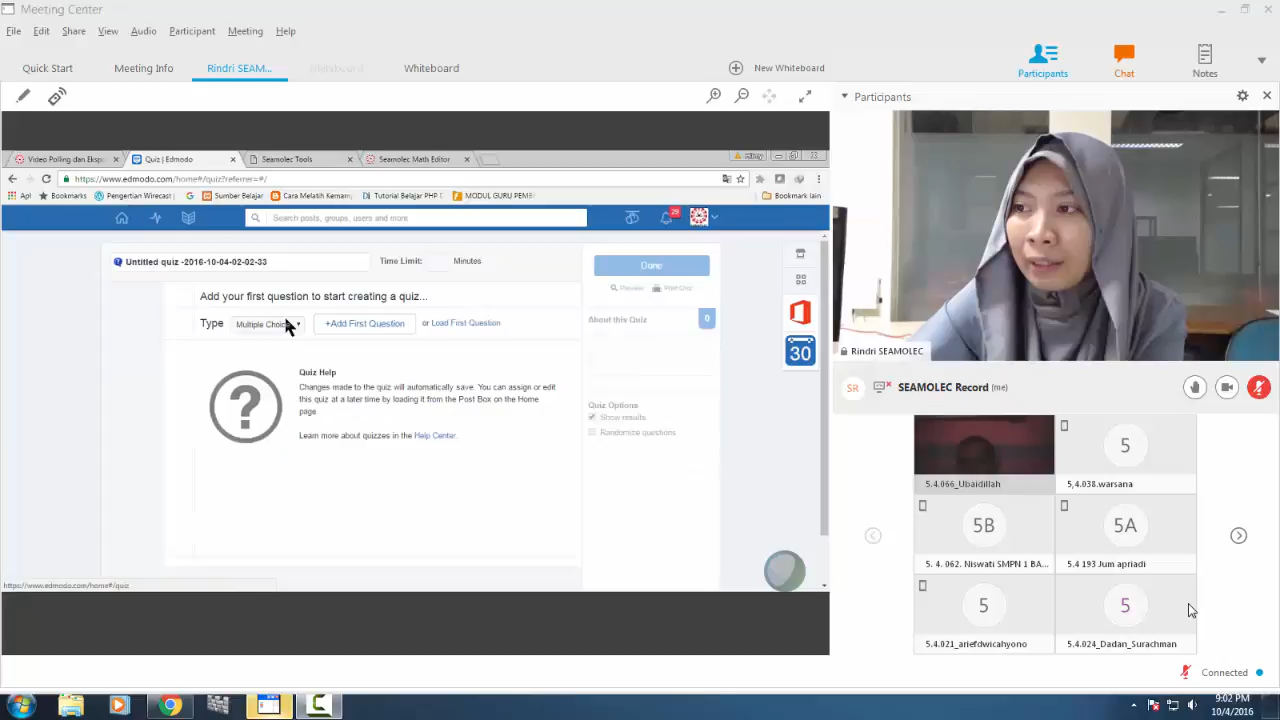 Meeting Center
File Edit Share View Audio Participant Meeting Help
Quick Start Meeting Info Rindri SEAM... Whiteboard Whiteboard
New Whiteboard
Participants Chat Notes
Participants
Video Polling dan Ekspo
Quiz | Edmodo
Seamolec Tools
Seamolec Math Editor
https://www.edmodo.com/home#/quiz?referrer=#/
Apl Bookmarks Pengertian Wirecast Sumber Belajar Cara Melatih Keman Tutorial Belajar PHP MODUL GURU PEMB Bookmark lain
Search posts, groups, users and more
Untitled quiz -2016-10-04-02-02-33
Time Limit: Minutes
Done
Add your first question to start creating a quiz...
Preview Print Quiz
Type Multiple Choic +Add First Question or Load First Question
About this Quiz 0
30
Quiz Help
Changes made to the quiz will automatically save. You can assign or edit
this quiz at a later time by loading it from the Post Box on the Home
page
Learn more about quizzes in the Help Center.
Quiz Options
Show results
Randomize questions
https://www.edmodo.com/home#/quiz
Rindri SEAMOLEC
SR SEAMOLEC Record (me)
5.4.066_Ubaidillah
5
5,4.038.warsana
5B
5. 4. 062. Niswati SMPN 1 BA...
5A
5.4 193 Jum apriadi
5
5.4.021_ariefdwicahyono
5
5.4.024_Dadan_Surachman
Connected
9:02 PM
10/4/2016